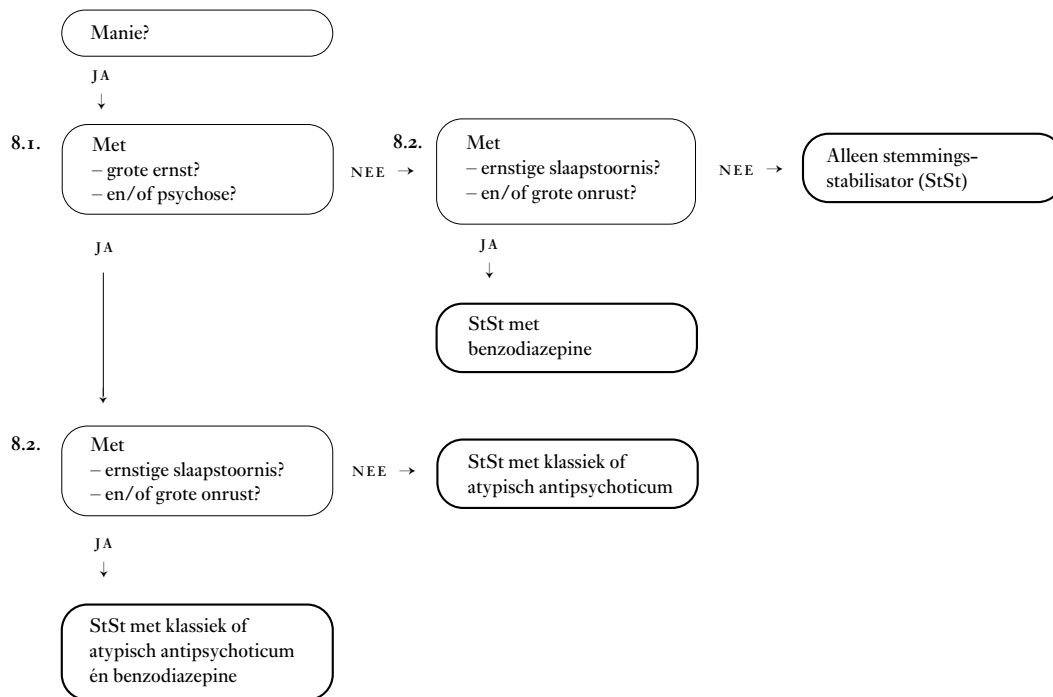 Manie?
JA
8.1.
Met
– grote ernst?
– en/of psychose?
NEE →
8.2.
Met
– ernstige slaapstoornis?
– en/of grote onrust?
NEE →
Alleen stemmings-
stabilisator (StSt)
JA
JA
StSt met
benzodiazepine
8.2.
Met
– ernstige slaapstoornis?
– en/of grote onrust?
NEE →
StSt met klassiek of
atypisch antipsychoticum
JA
StSt met klassiek of
atypisch antipsychoticum
én benzodiazepine